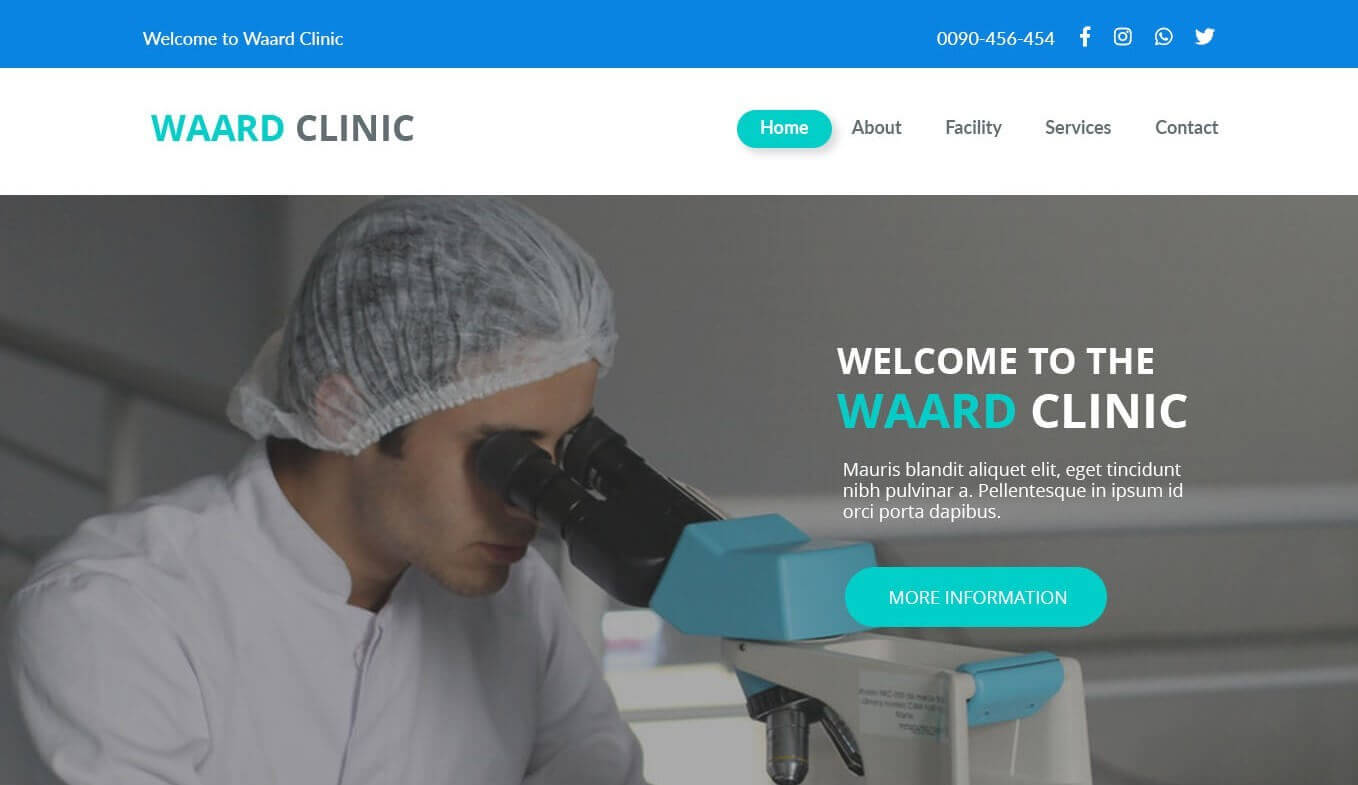 Welcome to Waard Clinic
0090-456-454
WAARD CLINIC
Home
About
Facility
Services
Contact
WELCOME TO THE
WAARD CLINIC
Mauris blandit aliquet elit, eget tincidunt
nibh pulvinar a. Pellentesque in ipsum id
orci porta dapibus.
MORE INFORMATION